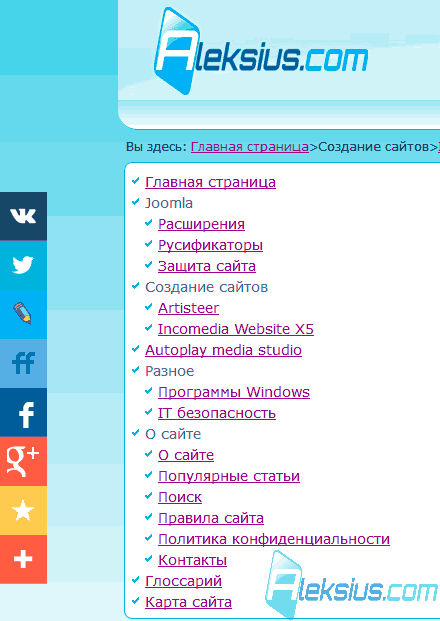 Aleksius.com
Вы здесь: Главная страница>Создание сайтов>
Главная страница
Joomla
Расширения
Русификаторы
Защита сайта
Создание сайтов
Artisteer
Incomedia Website X5
Autoplay media studio
Разное
Программы Windows
IT безопасность
О сайте
О сайте
Популярные статьи
Поиск
Правила сайта
Политика конфиденциальности
Контакты
Глоссарий
Карта сайта
Aleksius.com
ff
f
g+